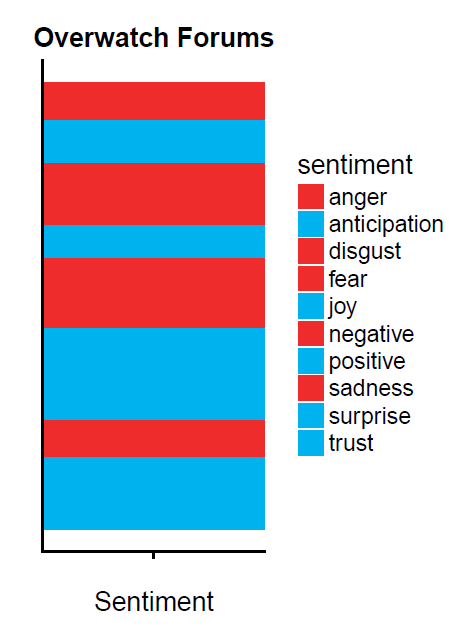 Overwatch Forums
sentiment
anger
anticipation
disgust
fear
joy
negative
positive
sadness
surprise
trust
Sentiment